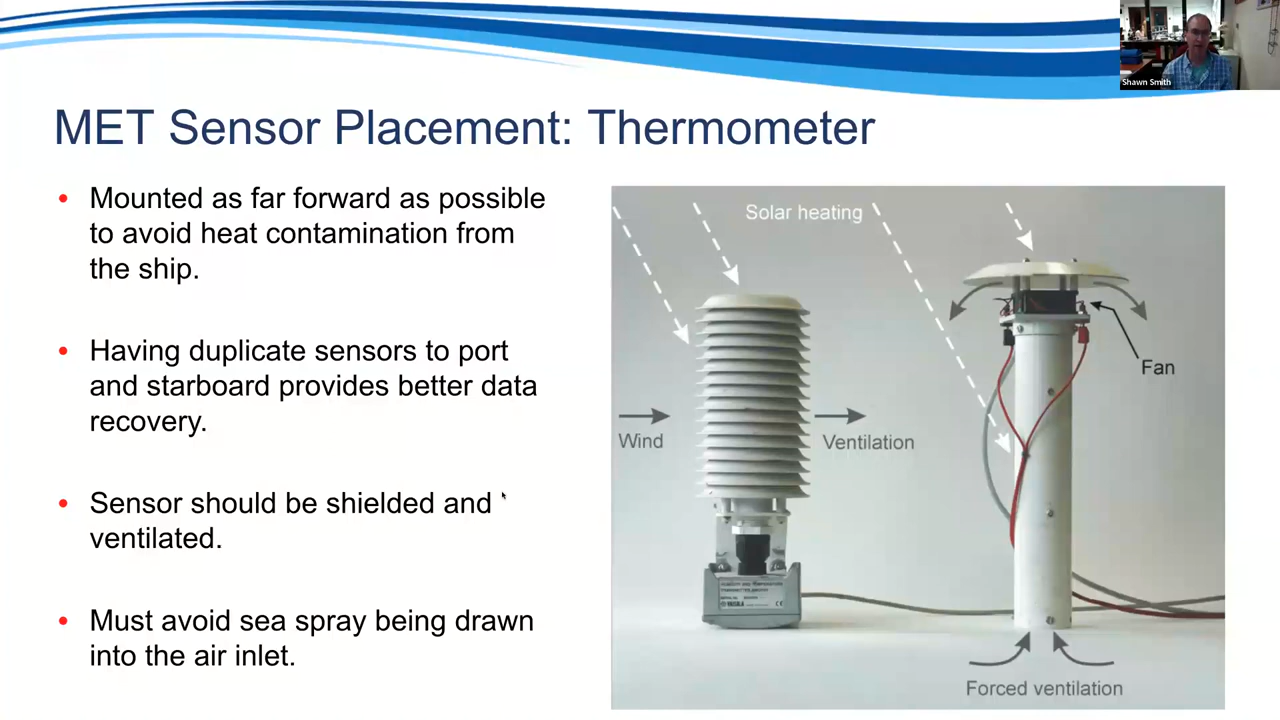 Shawn Smith
MET Sensor Placement: Thermometer
• Mounted as far forward as possible
to avoid heat contamination from
the ship.
• Having duplicate sensors to port
and starboard provides better data
recovery.
• Sensor should be shielded and
ventilated.
• Must avoid sea spray being drawn
into the air inlet.
Solar heating
Fan
Wind
Ventilation
VAISALA
Forced ventilation